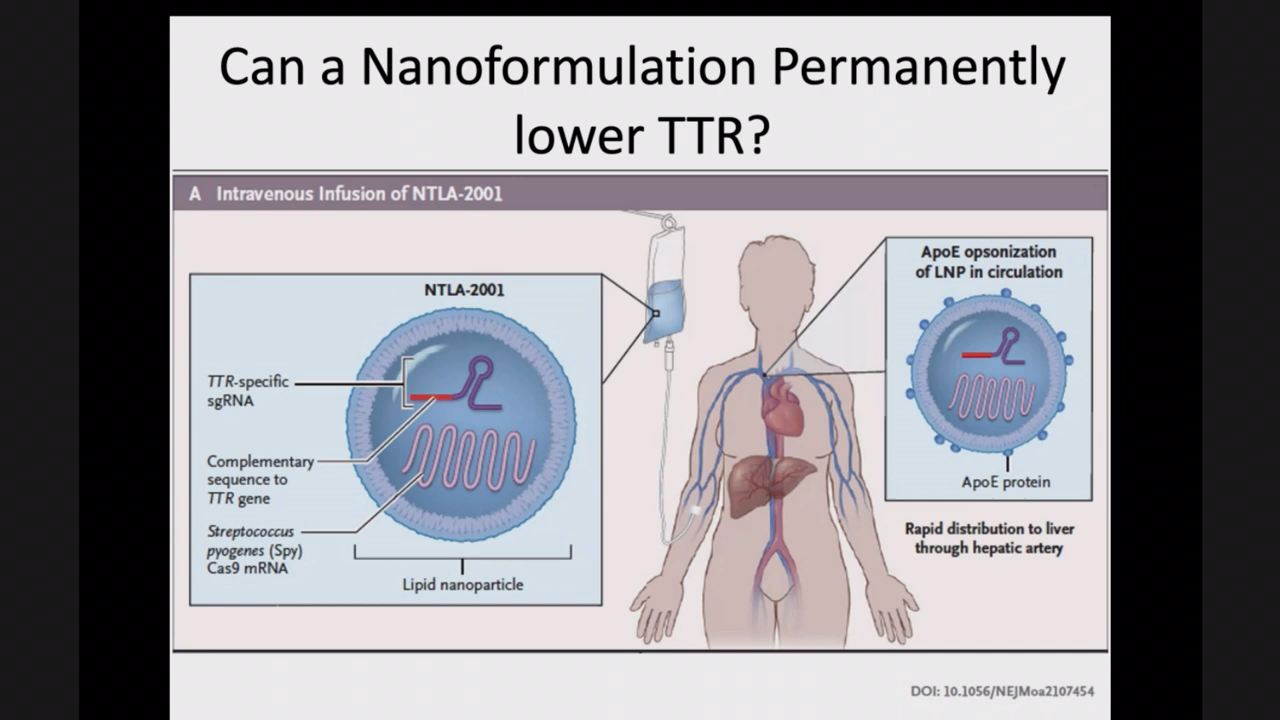 Can a Nanoformulation Permanently
lower TTR?
A Intravenous Infusion of NTLA-2001
NTLA-2001
TTR-specific
sgRNA
Complementary
sequence to
TTR gene
Streptococcus
pyogenes (Spy)
Cas9 mRNA
Lipid nanoparticle
ApoE opsonization
of LNP in circulation
ApoE protein
Rapid distribution to liver
through hepatic artery
DOI: 10.1056/NEJMoa2107454